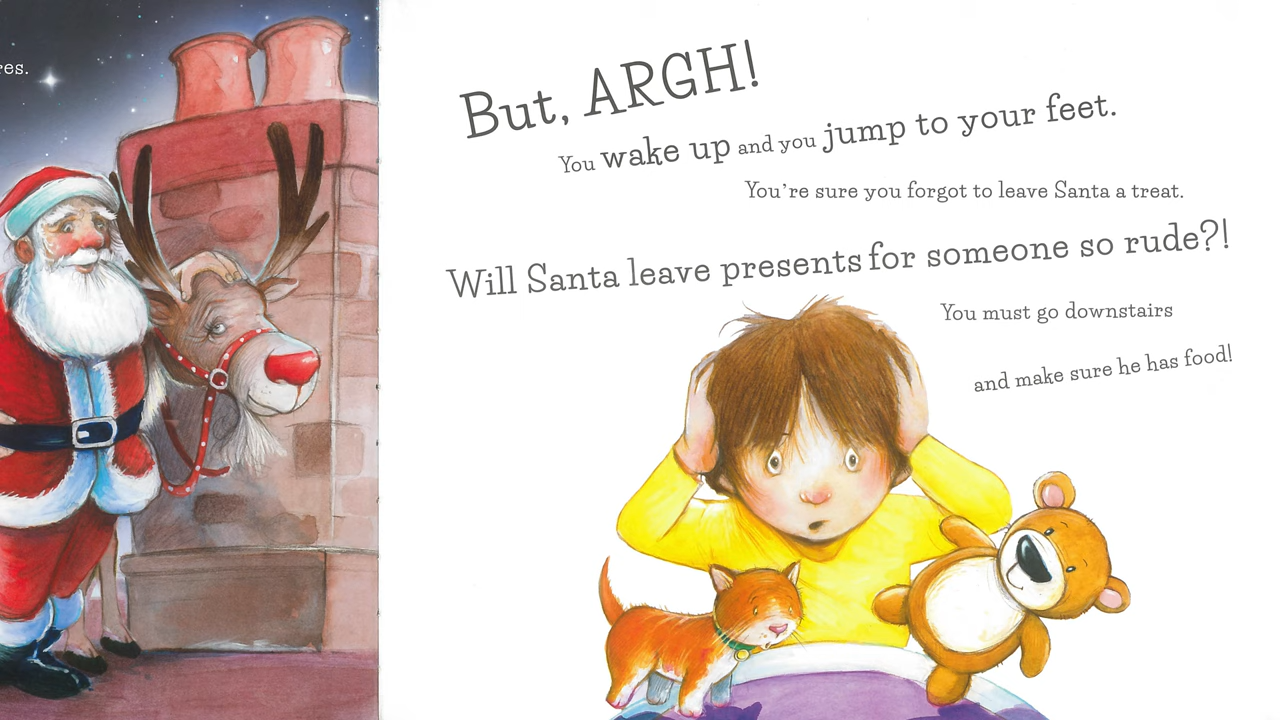 But, ARGH!
You wake up and you jump to your feet.
You're sure you forgot to leave Santa a treat.
Will Santa leave presents for someone so rude?!
You must go downstairs
and make sure he has food!